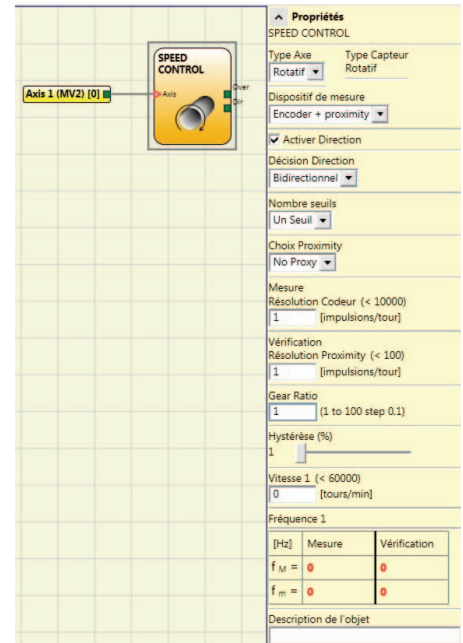 SPEED
CONTROL
Axis 1 (MV2) [0]
Axis
Over
Dir
Propriétés
SPEED CONTROL
Type Axe Type Capteur
Rotatif Rotatif
Dispositif de mesure
Encoder + proximity
Activer Direction
Décision Direction
Bidirectionnel
Nombre seuils
Un Seuil
Choix Proximity
No Proxy
Mesure
Résolution Codeur (< 10000)
1 [impulsions/tour]
Vérification
Résolution Proximity (< 100)
1 [impulsions/tour]
Gear Ratio
1 (1 to 100 step 0,1)
Hystérèse (%)
1
Vitesse 1 (< 60000)
0 [tours/min]
Fréquence 1
[Hz] Mesure Vérification
f M = 0 0
f m = 0 0
Description de l'objet